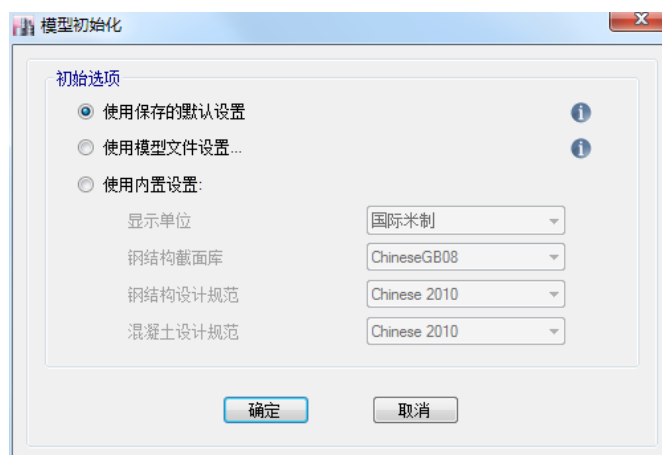 模型初始化
初始选项
使用保存的默认设置
使用模型文件设置...
使用内置设置:
显示单位 国际米制
钢结构截面库 ChineseGB08
钢结构设计规范 Chinese 2010
混凝土设计规范 Chinese 2010
确定 取消